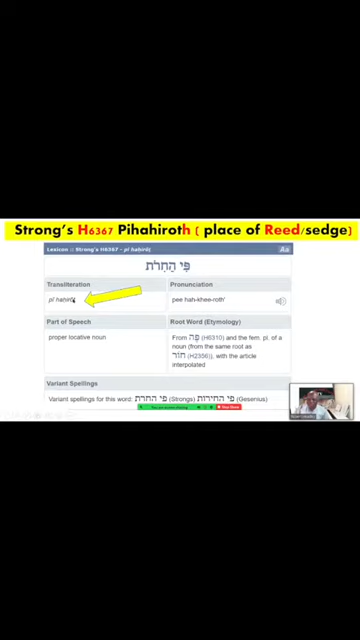 Strong's H6367 Pihahiroth ( place of Reed/sedge)
Lexicon :: Strong's H6367 - pî haḥirōṯ
Aa
פִּי הַחִרֹת
Transliteration
pî haḥirōṯ
Pronunciation
pee hah-khee-roth'
Part of Speech
proper locative noun
Root Word (Etymology)
From פֶּה (H6310) and the fem. pl. of a
noun (from the same root as
חוֹר (H2356)), with the article
interpolated
Variant Spellings
Variant spellings for this word: פי החרת (Strongs) פי החירות (Gesenius)